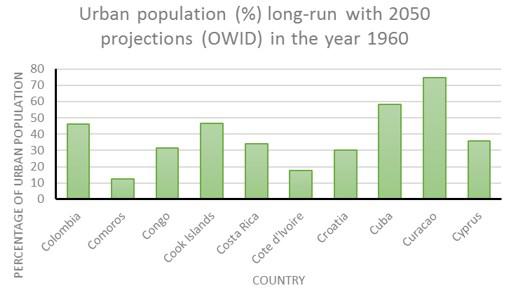 Urban population (%) long-run with 2050
projections (OWID) in the year 1960
PERCENTAGE OF URBAN POPULATION
80
70
60
50
40
30
20
10
0
Colombia
Comoros
Congo
Cook Islands
Costa Rica
Cote d'Ivoire
Croatia
Cuba
Curacao
Cyprus
COUNTRY